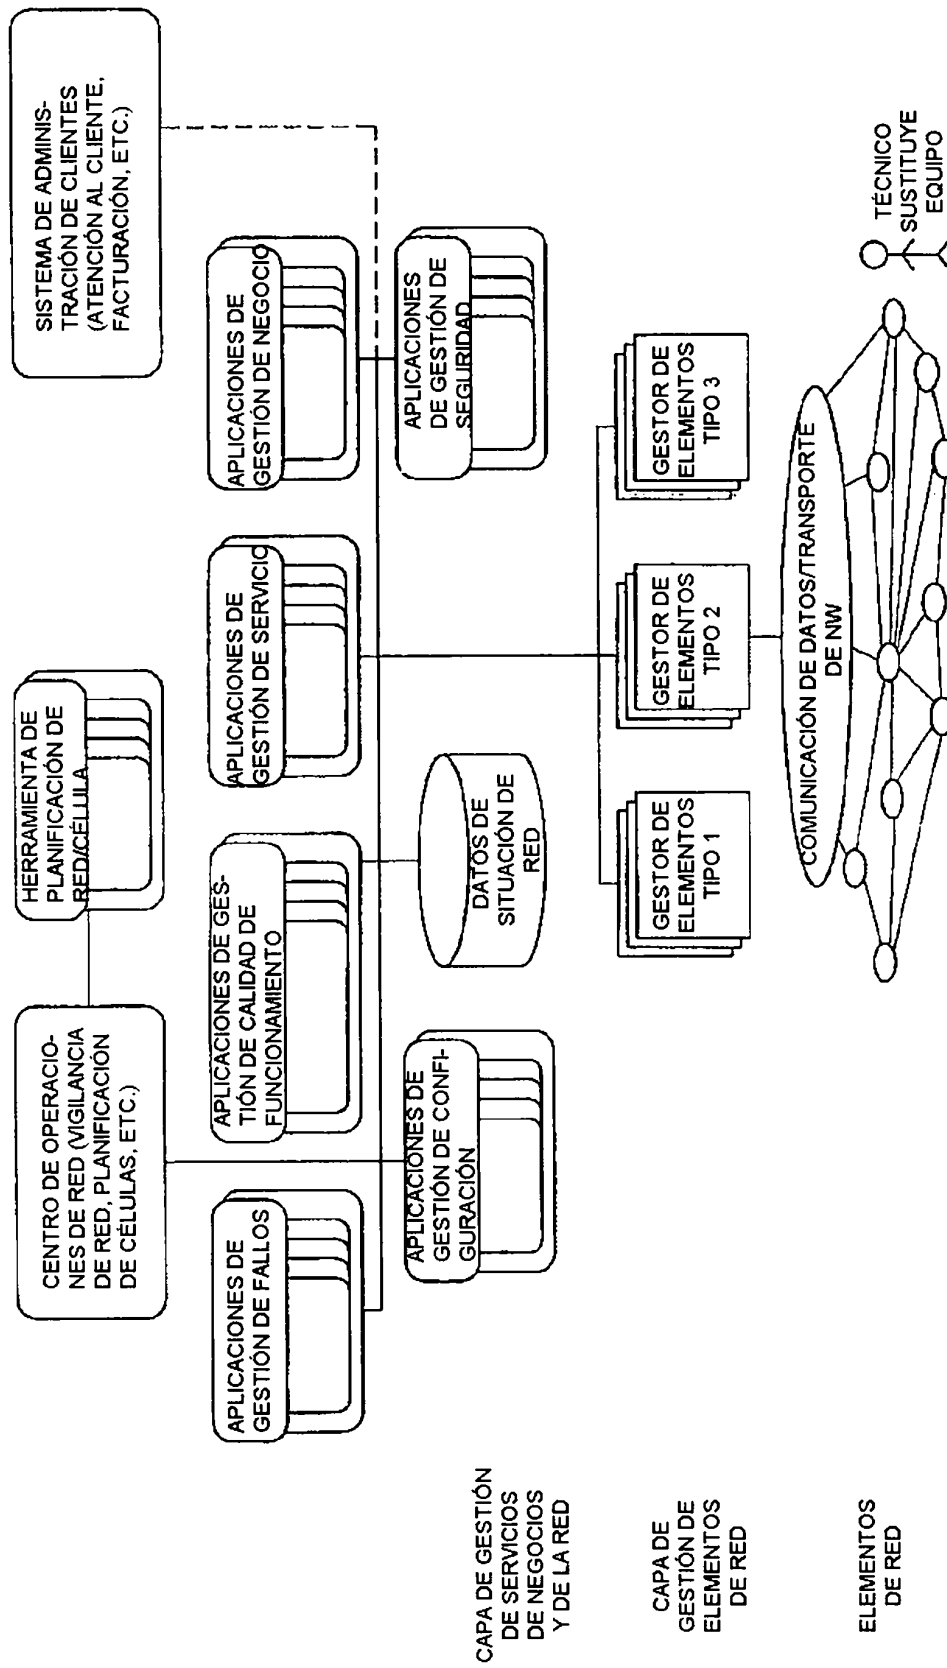 CENTRO DE OPERACIO-
NES DE RED (VIGILANCIA
DE RED, PLANIFICACIÓN
DE CÉLULAS, ETC.)
HERRAMIENTA DE
PLANIFICACIÓN DE
RED/CÉLULA
SISTEMA DE ADMINIS-
TRACIÓN DE CLIENTES
(ATENCIÓN AL CLIENTE,
FACTURACIÓN, ETC.)
APLICACIONES DE
GESTIÓN DE FALLOS
APLICACIONES DE GES-
TIÓN DE CALIDAD DE
FUNCIONAMIENTO
APLICACIONES DE
GESTIÓN DE SERVICIO
APLICACIONES DE
GESTIÓN DE NEGOCIO
CAPA DE GESTIÓN
DE SERVICIOS
DE NEGOCIOS
Y DE LA RED
APLICACIONES DE
GESTIÓN DE CONFI-
GURACIÓN
DATOS DE
SITUACIÓN DE
RED
APLICACIONES
DE GESTIÓN DE
SEGURIDAD
CAPA DE
GESTIÓN DE
ELEMENTOS
DE RED
GESTOR DE
ELEMENTOS
TIPO 1
GESTOR DE
ELEMENTOS
TIPO 2
GESTOR DE
ELEMENTOS
TIPO 3
ELEMENTOS
DE RED
COMUNICACIÓN DE DATOS/TRANSPORTE
DE NW
TÉCNICO
SUSTITUYE
EQUIPO